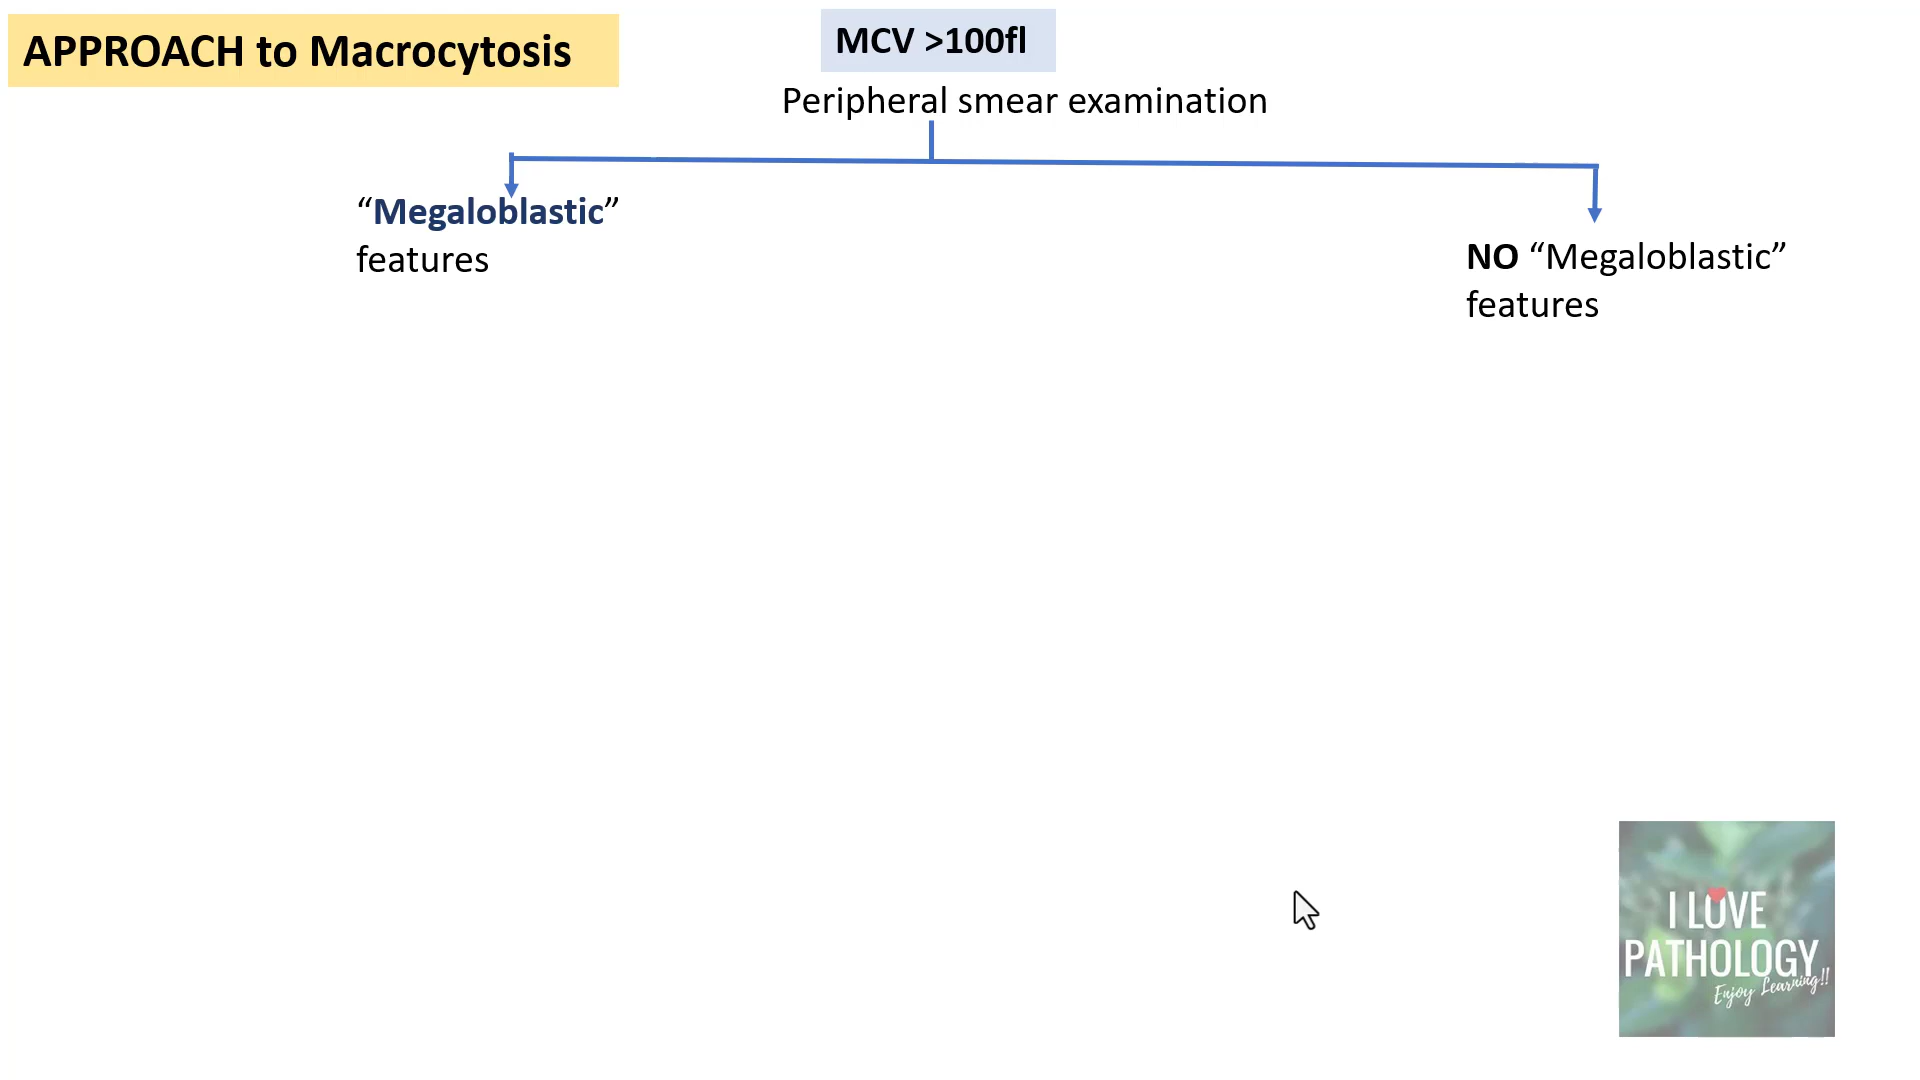 APPROACH to Macrocytosis
MCV >100fl
Peripheral smear examination
“Megaloblastic”
features
NO “Megaloblastic”
features
I LOVE
PATHOLOGY
Enjoy Learning!!